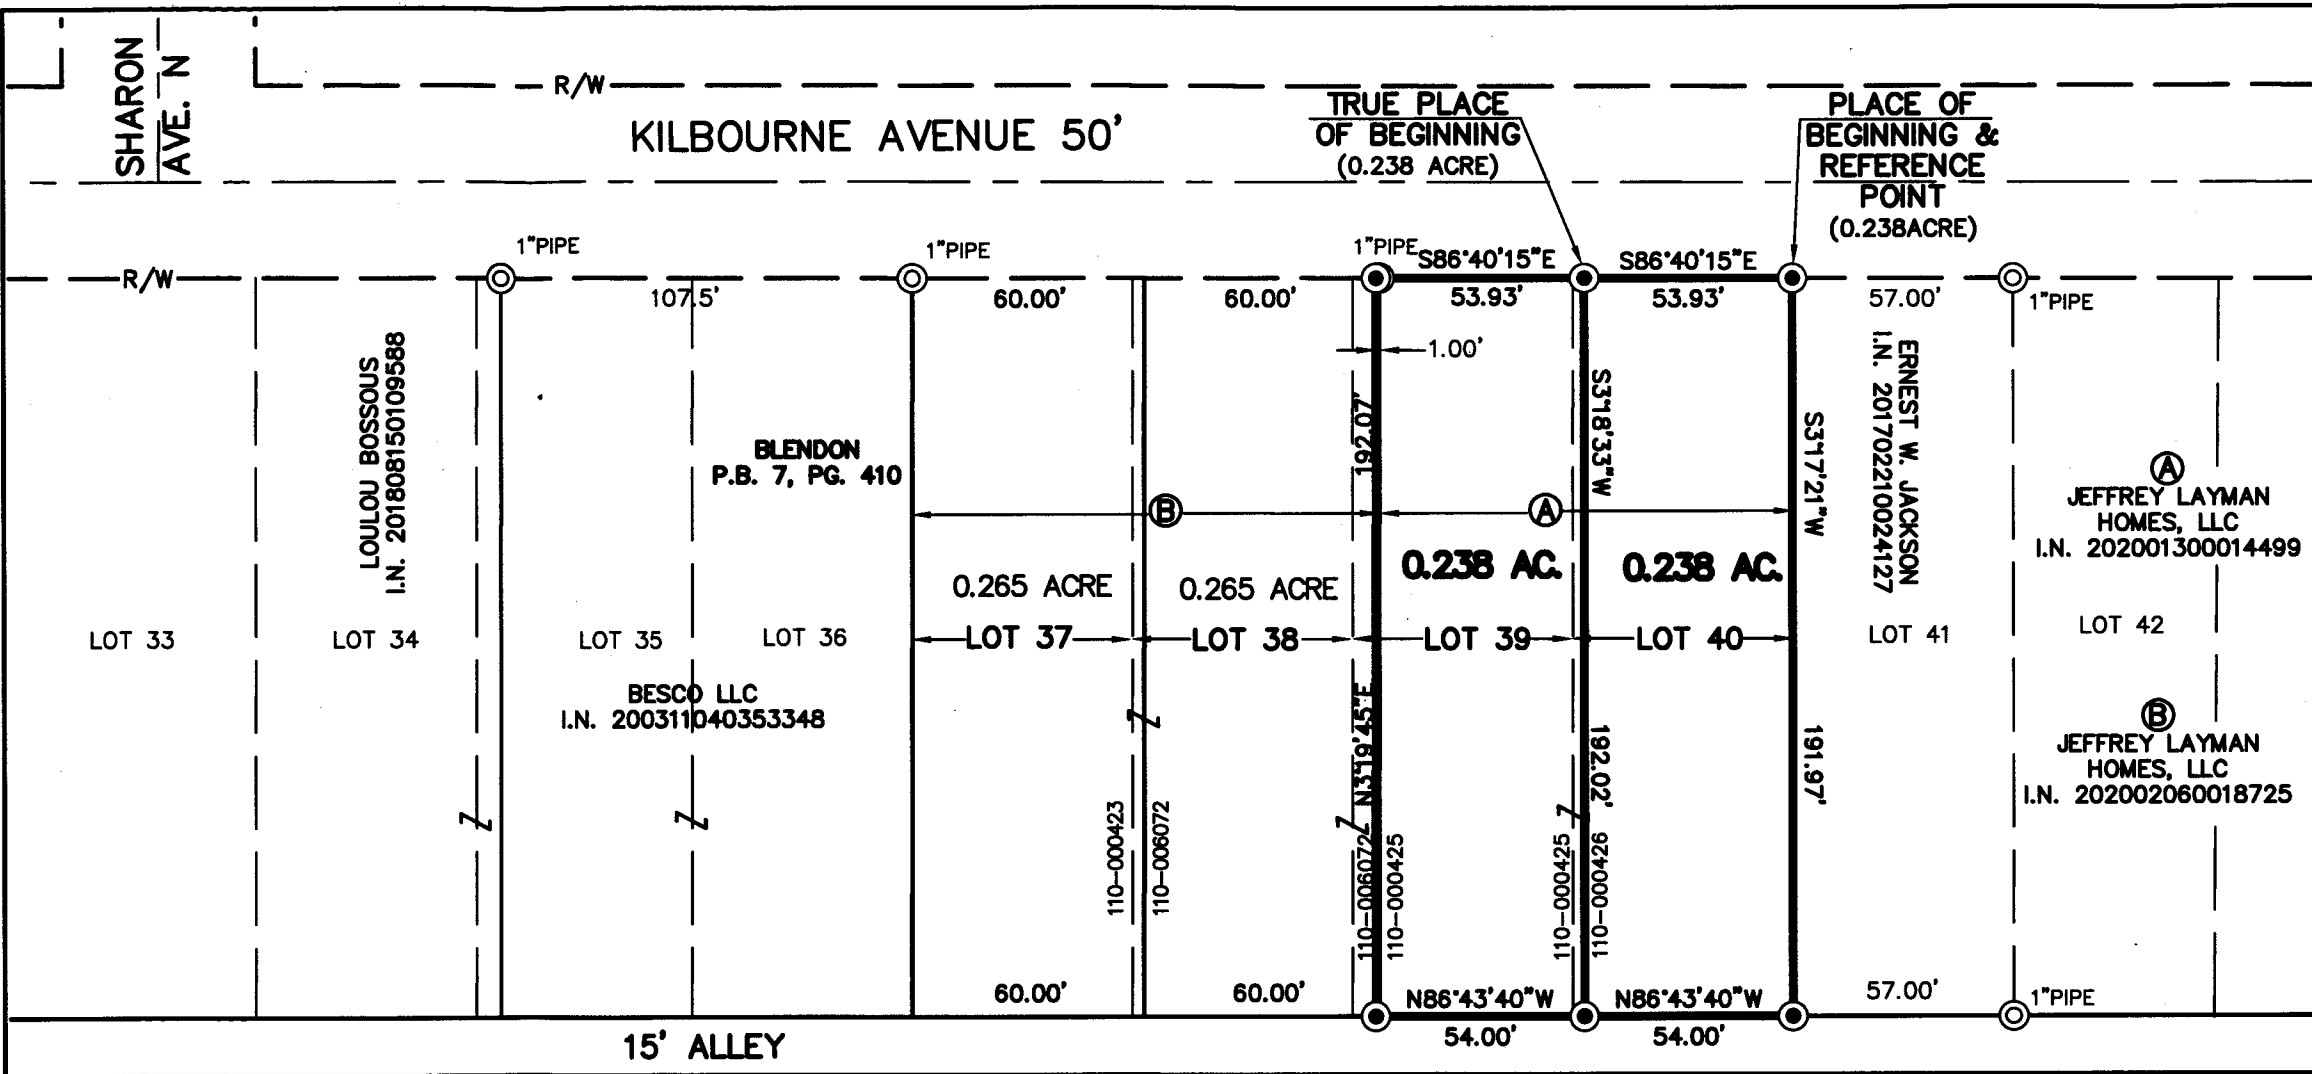 SHARON
AVE. N
R/W
KILBOURNE AVENUE 50'
TRUE PLACE
OF BEGINNING
(0.238 ACRE)
PLACE OF
BEGINNING &
REFERENCE
POINT
(0.238ACRE)
R/W
1"PIPE
1"PIPE
1"PIPE
1"PIPE
107.5'
60.00'
60.00'
S86°40'15"E
53.93'
S86°40'15"E
53.93'
57.00'
1.00'
LOULOU BOSSOUS
I.N. 201808150109588
BLENDON
P.B. 7, PG. 410
192.07'
N3°19'45"E
S3°18'33"W
192.02'
S3°17'21"W
191.97'
ERNEST W. JACKSON
I.N. 201702210024127
B
A
A
JEFFREY LAYMAN
HOMES, LLC
I.N. 202001300014499
0.265 ACRE
0.265 ACRE
0.238 AC.
0.238 AC.
LOT 33
LOT 34
LOT 35
LOT 36
LOT 37
LOT 38
LOT 39
LOT 40
LOT 41
LOT 42
BESCO LLC
I.N. 200311040353348
B
JEFFREY LAYMAN
HOMES, LLC
I.N. 202002060018725
110-000423
110-006072
110-006072
110-000425
110-000425
110-000426
60.00'
60.00'
N86°43'40"W
54.00'
N86°43'40"W
54.00'
57.00'
1"PIPE
15' ALLEY